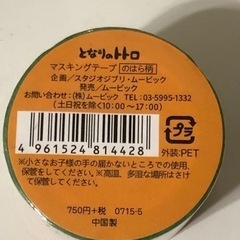 となりのトトロ
マスキングテープ のはら柄
企画／スタジオジブリ・ムービック
発売／ムービック
お問い合わせ:(株)ムービック TEL:03-5995-1332
(土日祝を除く10:00〜17:00)
4961524814428
プラ
外装:PET
※小さなお子様の手の届かないところでの使用、
保管をしてください。※高温、多湿な場所はさけ
て保管してください。
750円+税 0715-5
中国製